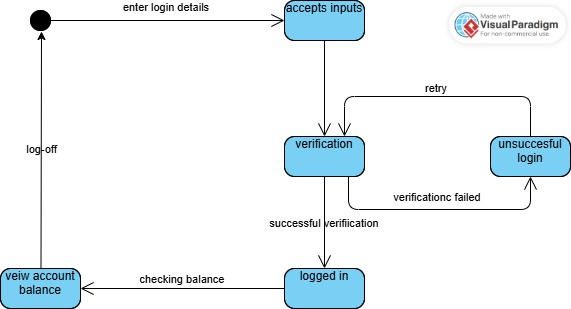 enter login details
accepts inputs
Made with
Visual Paradigm
For non-commercial use
retry
verification
unsuccesful
login
log-off
verificationc failed
successful verifiication
veiw account
balance
checking balance
logged in